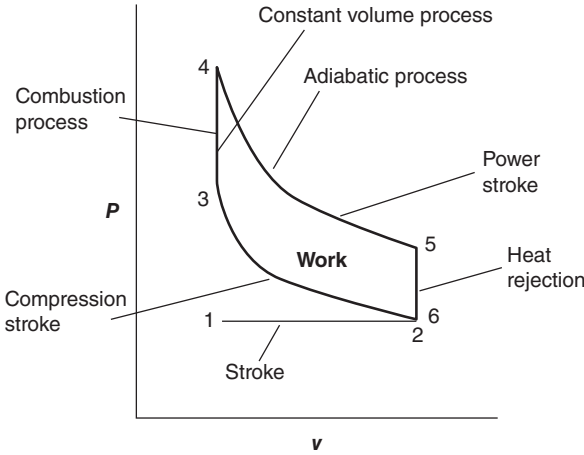 Constant volume process
4
Adiabatic process
Combustion
process
Power
stroke
3
P
5
Work
Heat
rejection
Compression
stroke
1
6
2
Stroke
v